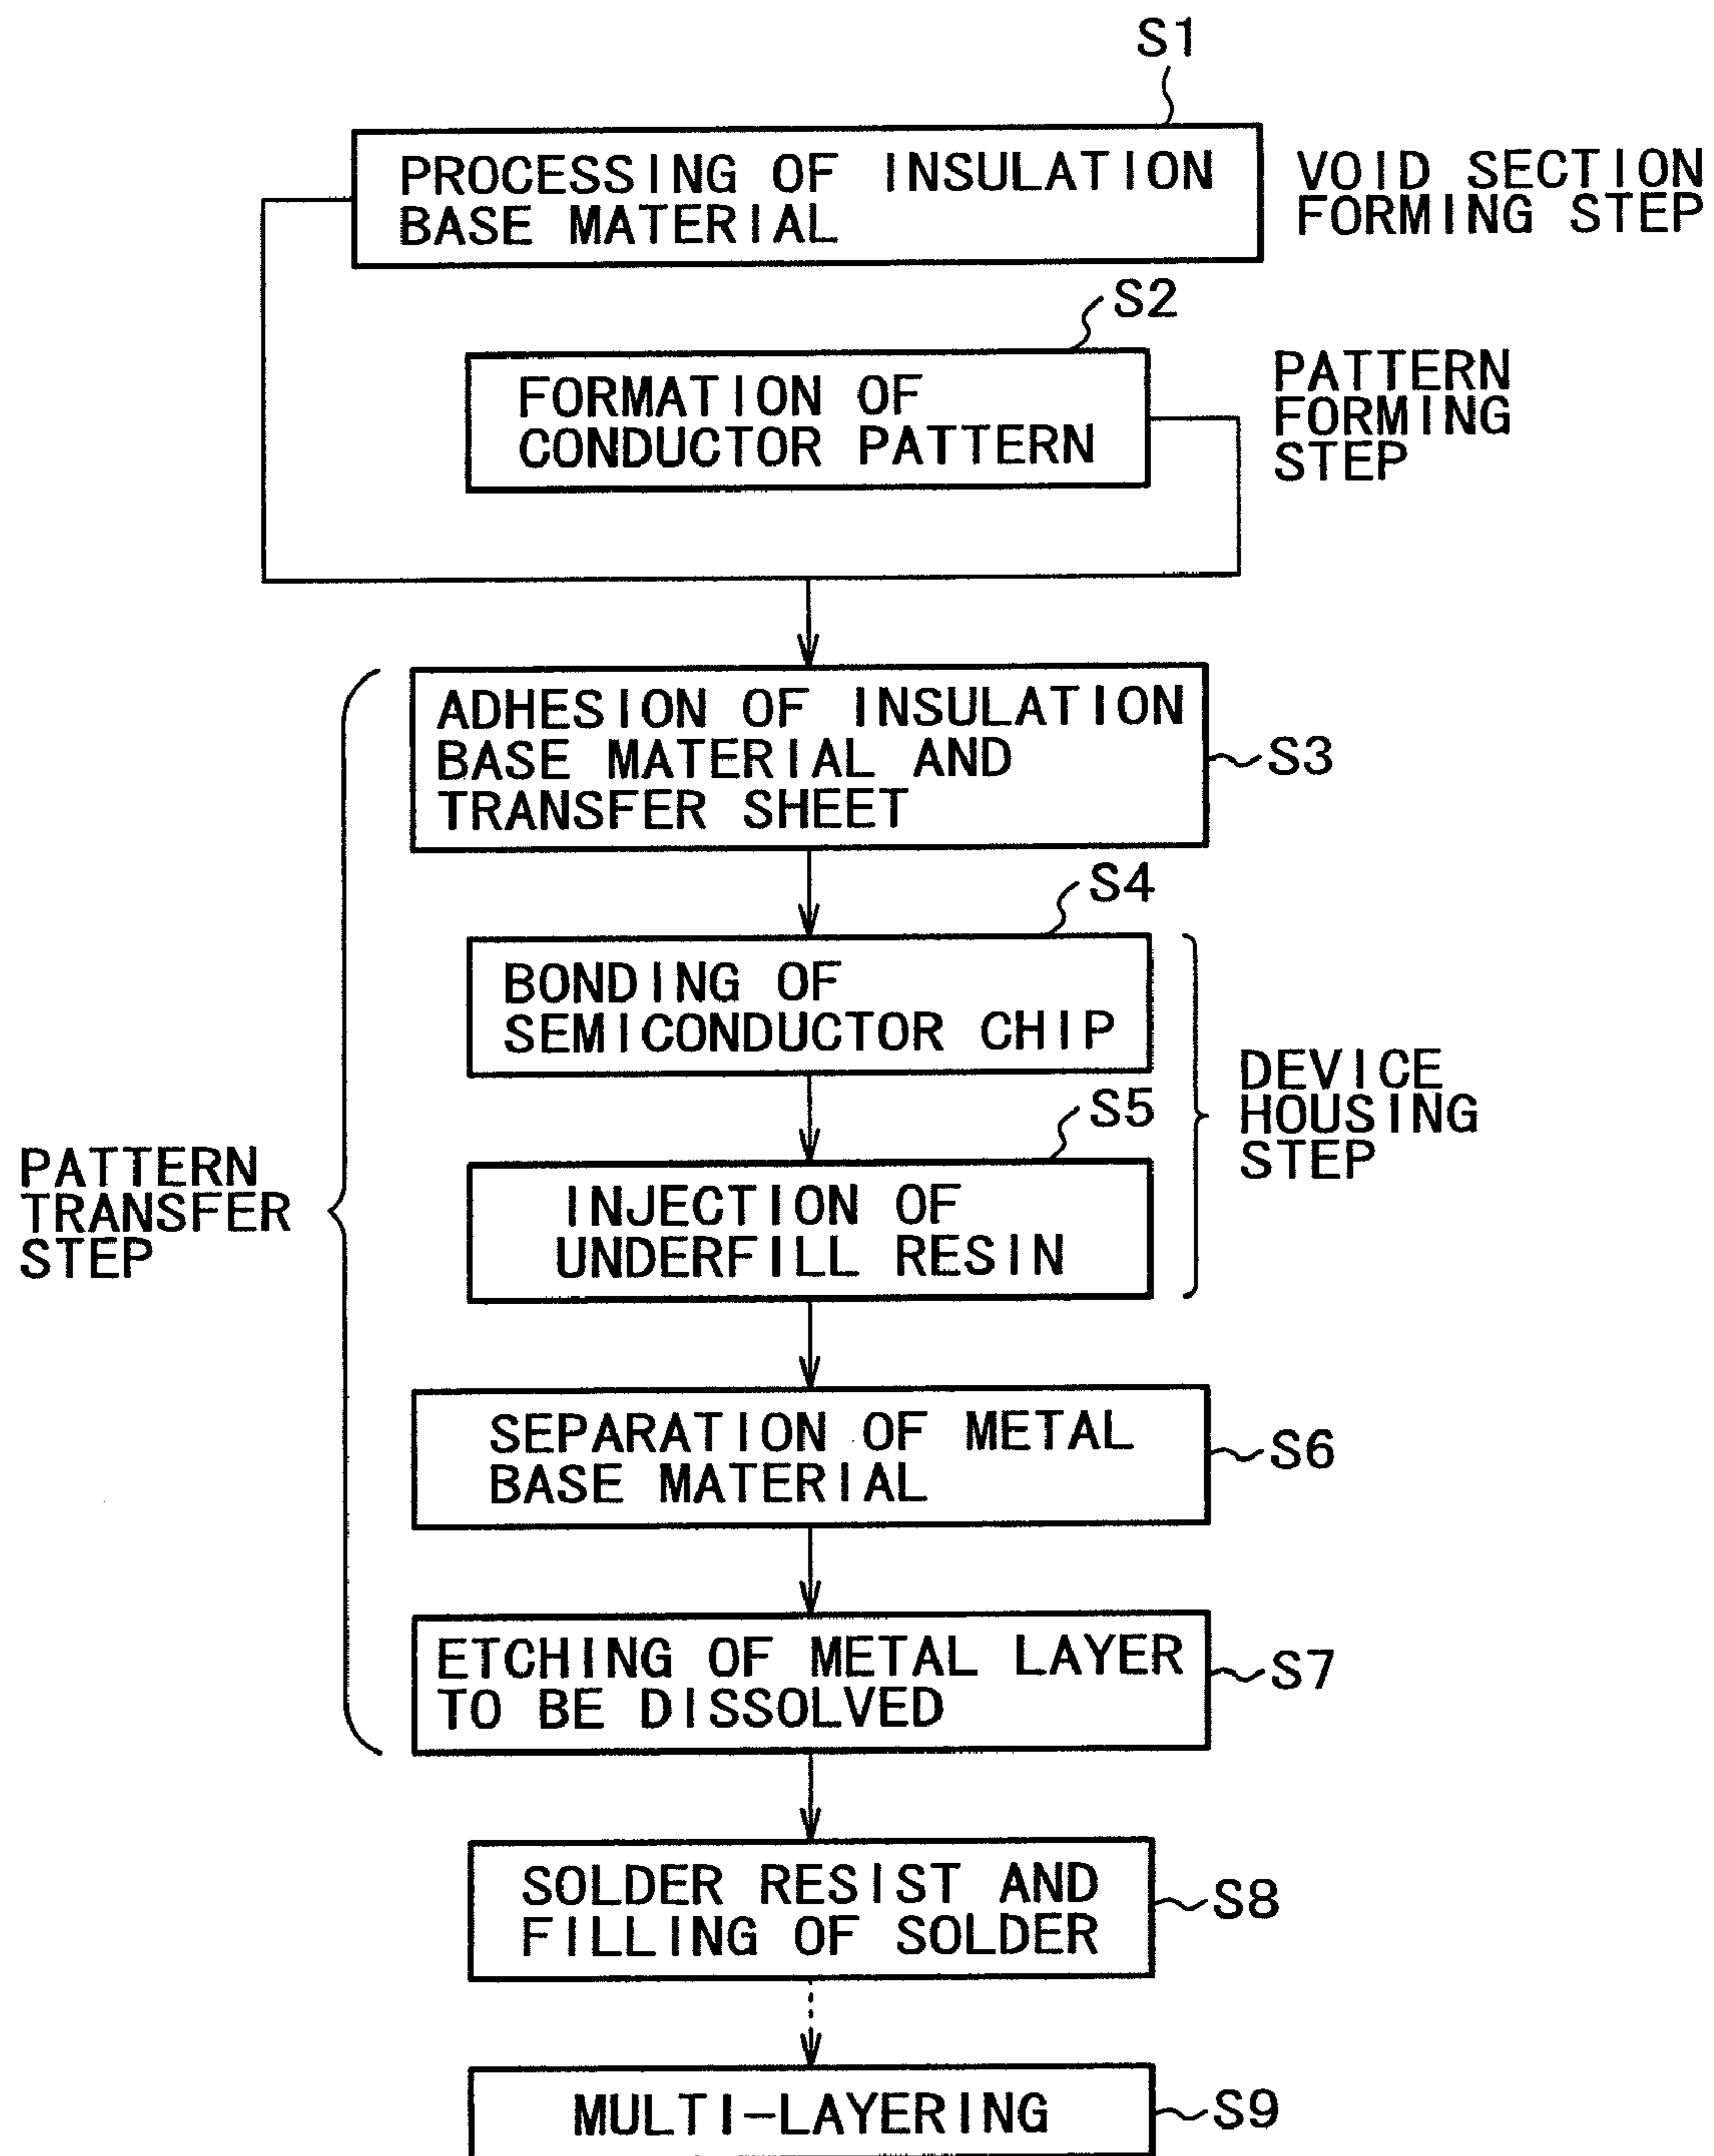 S1
PROCESSING OF INSULATION
BASE MATERIAL
VOID SECTION
FORMING STEP
S2
FORMATION OF
CONDUCTOR PATTERN
PATTERN
FORMING
STEP
ADHESION OF INSULATION
BASE MATERIAL AND
TRANSFER SHEET
S3
S4
BONDING OF
SEMICONDUCTOR CHIP
DEVICE
HOUSING
STEP
S5
INJECTION OF
UNDERFILL RESIN
PATTERN
TRANSFER
STEP
SEPARATION OF METAL
BASE MATERIAL
S6
ETCHING OF METAL LAYER
TO BE DISSOLVED
S7
SOLDER RESIST AND
FILLING OF SOLDER
S8
MULTI-LAYERING
S9